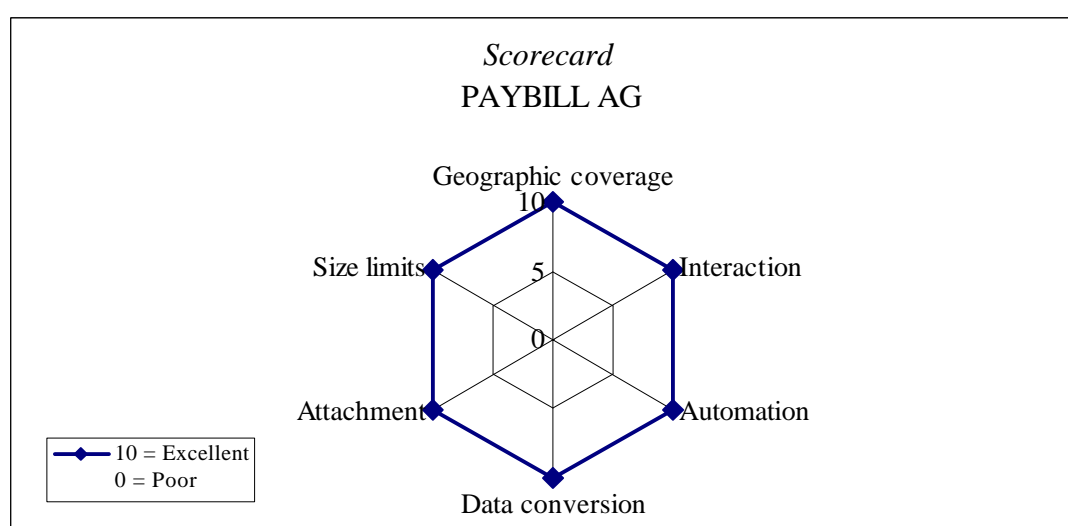 Scorecard
PAYBILL AG
Geographic coverage
10
Size limits
Interaction
5
0
Attachment
Automation
10 = Excellent
0 = Poor
Data conversion